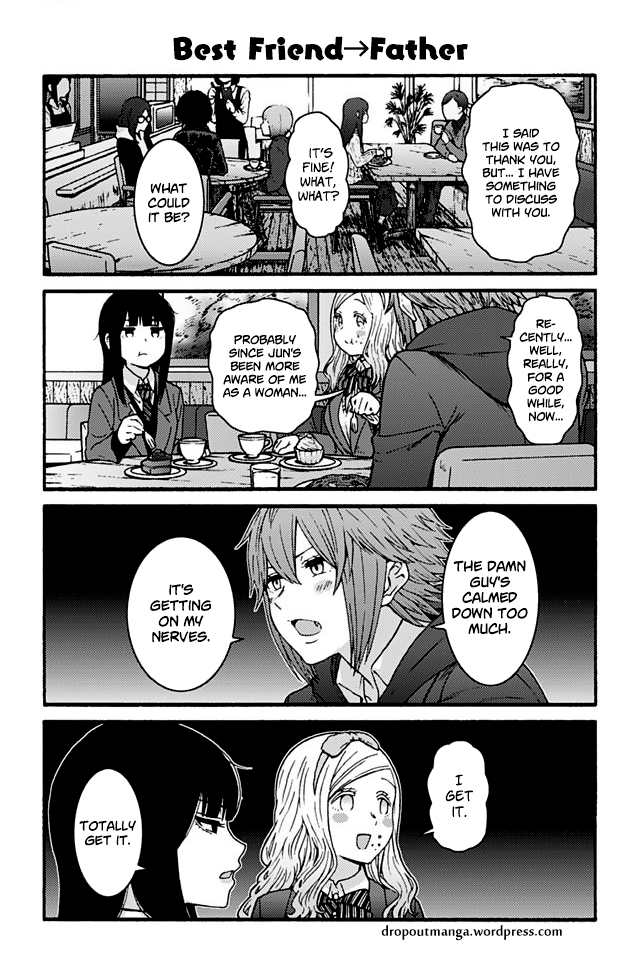 Best Friend→Father
I SAID
THIS WAS TO
THANK YOU,
BUT... I HAVE
SOMETHING
TO DISCUSS
WITH YOU.
IT'S
FINE!
WHAT,
WHAT?
WHAT
COULD
IT BE?
RE-
CENTLY...
WELL,
REALLY,
FOR A
GOOD
WHILE,
NOW...
PROBABLY
SINCE JUN'S
BEEN MORE
AWARE OF ME
AS A WOMAN...
THE DAMN
GUY'S
CALMED
DOWN TOO
MUCH.
IT'S
GETTING
ON MY
NERVES.
I
GET
IT.
TOTALLY
GET IT.
dropoutmanga.wordpress.com